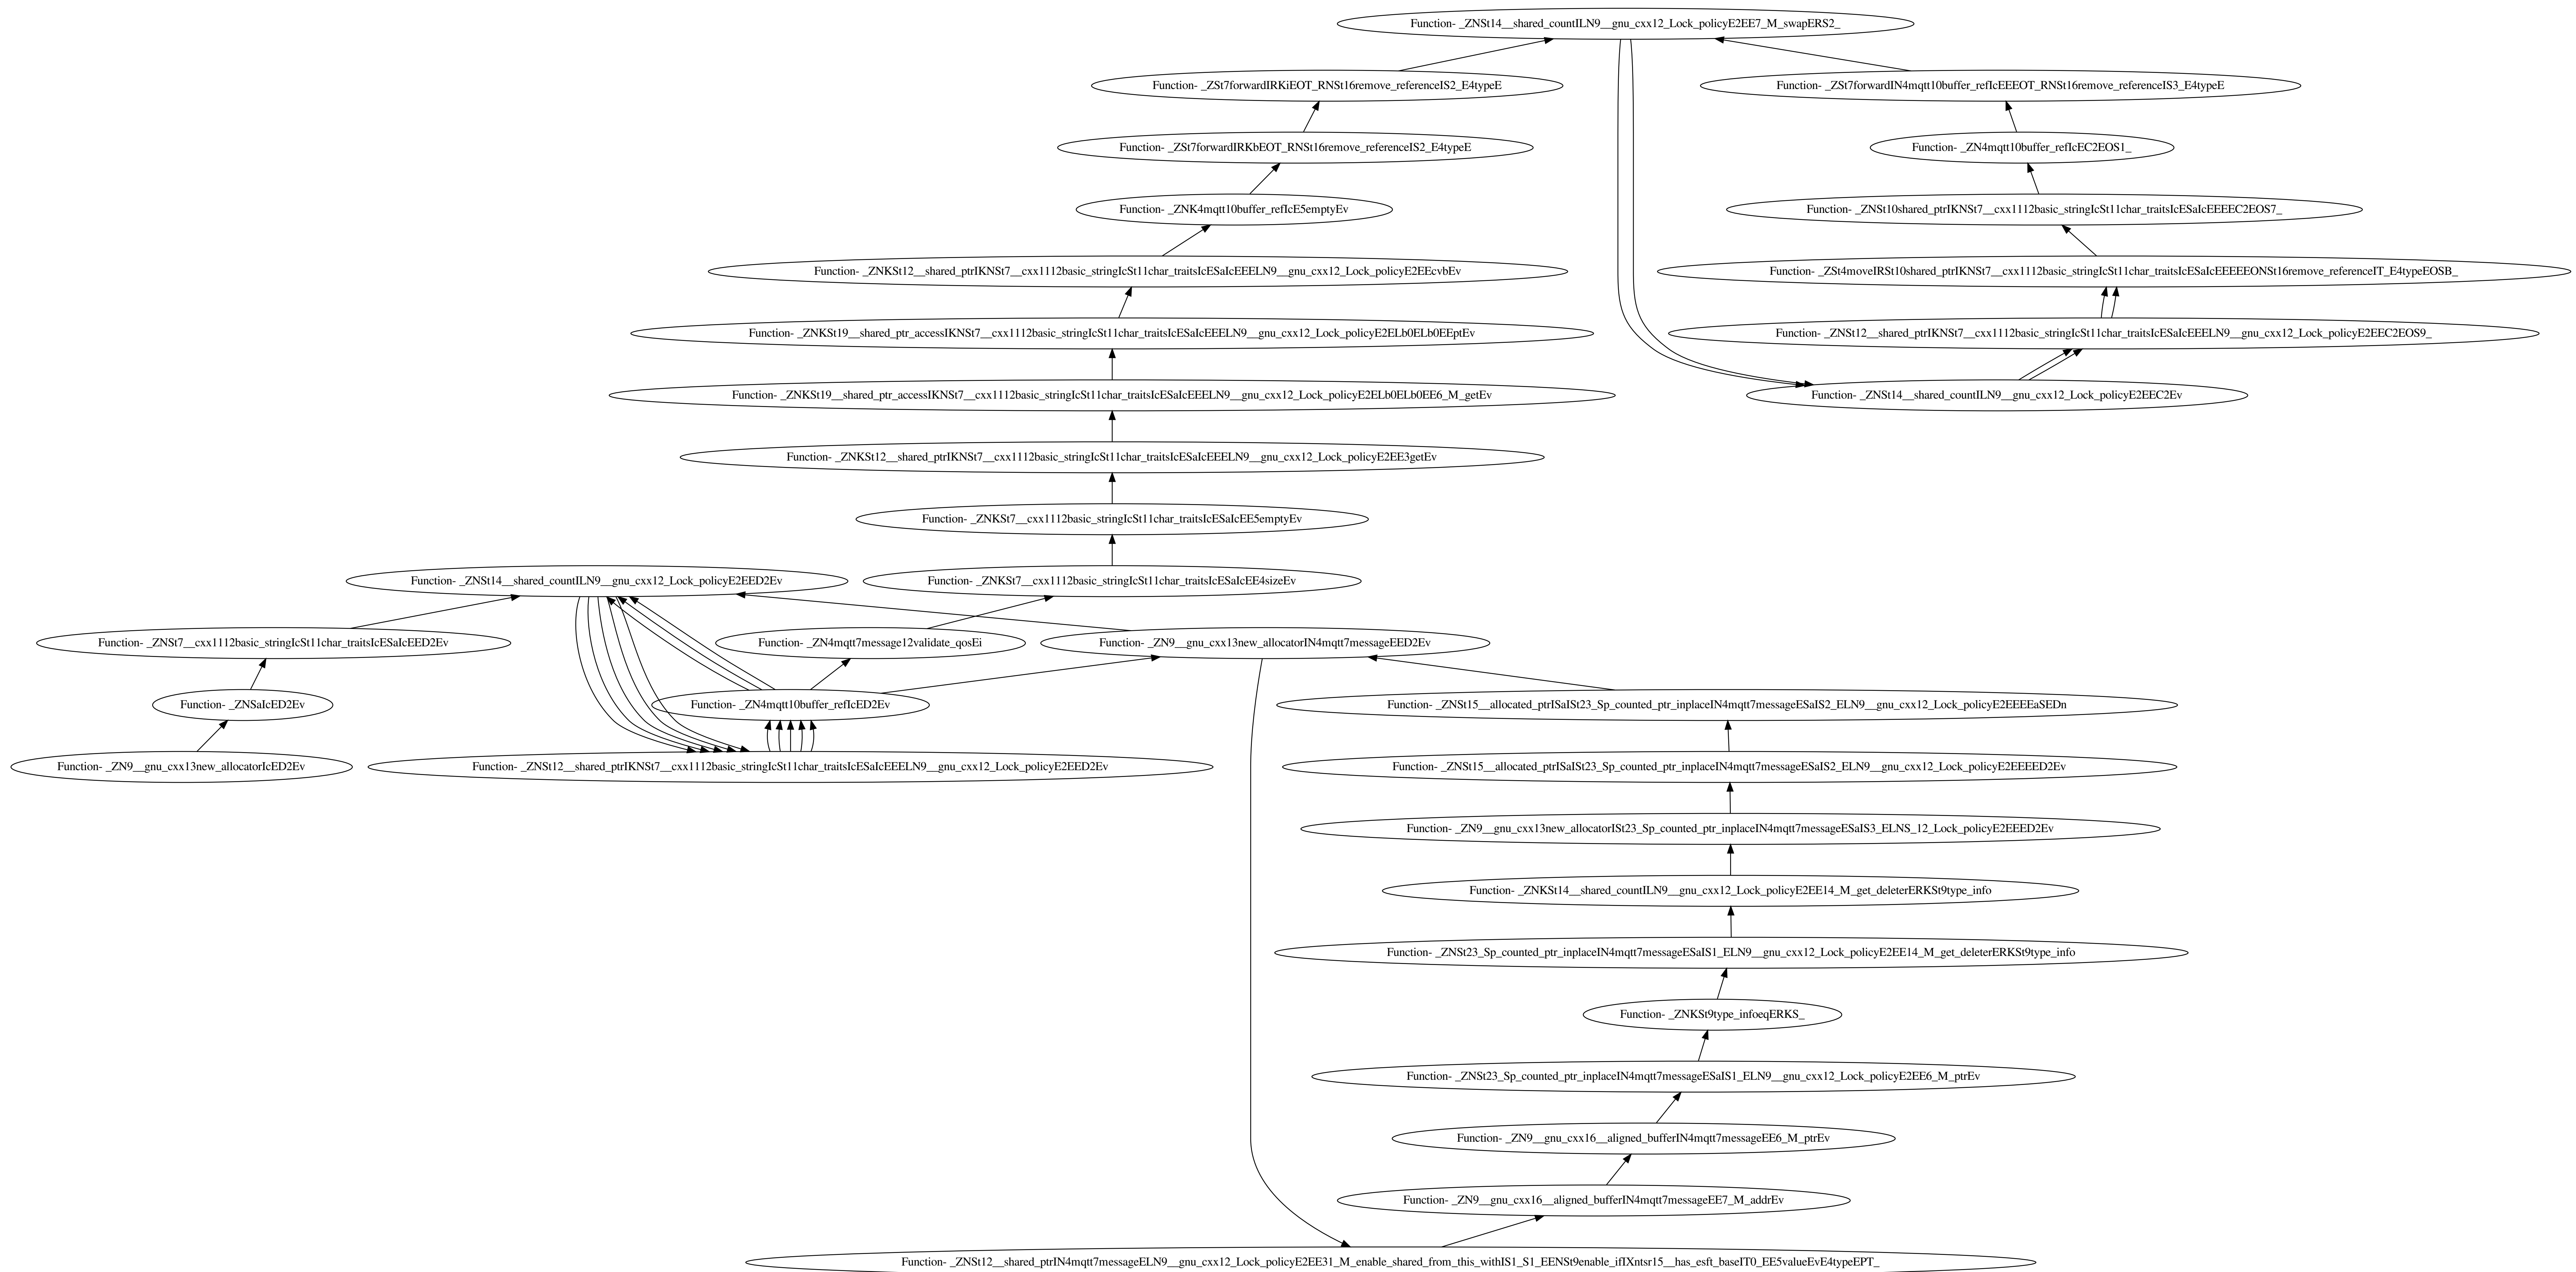 Function- _ZNSt14__shared_countILN9__gnu_cxx12_Lock_policyE2EE7_M_swapERS2_
Function- _ZSt7forwardIRKiEOT_RNSt16remove_referenceIS2_E4typeE
Function- _ZSt7forwardIN4mqtt10buffer_refIcEEEOT_RNSt16remove_referenceIS3_E4typeE
Function- _ZSt7forwardIRKbEOT_RNSt16remove_referenceIS2_E4typeE
Function- _ZN4mqtt10buffer_refIcEC2EOS1_
Function- _ZNK4mqtt10buffer_refIcE5emptyEv
Function- _ZNSt10shared_ptrIKNSt7__cxx1112basic_stringIcSt11char_traitsIcESaIcEEEEC2EOS7_
Function- _ZNKSt12__shared_ptrIKNSt7__cxx1112basic_stringIcSt11char_traitsIcESaIcEEELN9__gnu_cxx12_Lock_policyE2EEcvbEv
Function- _ZSt4moveIRSt10shared_ptrIKNSt7__cxx1112basic_stringIcSt11char_traitsIcESaIcEEEEEONSt16remove_referenceIT_E4typeEOSB_
Function- _ZNKSt19__shared_ptr_accessIKNSt7__cxx1112basic_stringIcSt11char_traitsIcESaIcEEELN9__gnu_cxx12_Lock_policyE2ELb0ELb0EEptEv
Function- _ZNSt12__shared_ptrIKNSt7__cxx1112basic_stringIcSt11char_traitsIcESaIcEEELN9__gnu_cxx12_Lock_policyE2EEC2EOS9_
Function- _ZNKSt19__shared_ptr_accessIKNSt7__cxx1112basic_stringIcSt11char_traitsIcESaIcEEELN9__gnu_cxx12_Lock_policyE2ELb0ELb0EE6_M_getEv
Function- _ZNSt14__shared_countILN9__gnu_cxx12_Lock_policyE2EEC2Ev
Function- _ZNKSt12__shared_ptrIKNSt7__cxx1112basic_stringIcSt11char_traitsIcESaIcEEELN9__gnu_cxx12_Lock_policyE2EE3getEv
Function- _ZNKSt7__cxx1112basic_stringIcSt11char_traitsIcESaIcEE5emptyEv
Function- _ZNSt14__shared_countILN9__gnu_cxx12_Lock_policyE2EED2Ev
Function- _ZNKSt7__cxx1112basic_stringIcSt11char_traitsIcESaIcEE4sizeEv
Function- _ZNSt7__cxx1112basic_stringIcSt11char_traitsIcESaIcEED2Ev
Function- _ZN4mqtt7message12validate_qosEi
Function- _ZN9__gnu_cxx13new_allocatorIN4mqtt7messageEED2Ev
Function- _ZNSaIcED2Ev
Function- _ZN4mqtt10buffer_refIcED2Ev
Function- _ZNSt15__allocated_ptrISaISt23_Sp_counted_ptr_inplaceIN4mqtt7messageESaIS2_ELN9__gnu_cxx12_Lock_policyE2EEEEaSEDn
Function- _ZN9__gnu_cxx13new_allocatorIcED2Ev
Function- _ZNSt12__shared_ptrIKNSt7__cxx1112basic_stringIcSt11char_traitsIcESaIcEEELN9__gnu_cxx12_Lock_policyE2EED2Ev
Function- _ZNSt15__allocated_ptrISaISt23_Sp_counted_ptr_inplaceIN4mqtt7messageESaIS2_ELN9__gnu_cxx12_Lock_policyE2EEEED2Ev
Function- _ZN9__gnu_cxx13new_allocatorISt23_Sp_counted_ptr_inplaceIN4mqtt7messageESaIS3_ELNS_12_Lock_policyE2EEED2Ev
Function- _ZNKSt14__shared_countILN9__gnu_cxx12_Lock_policyE2EE14_M_get_deleterERKSt9type_info
Function- _ZNSt23_Sp_counted_ptr_inplaceIN4mqtt7messageESaIS1_ELN9__gnu_cxx12_Lock_policyE2EE14_M_get_deleterERKSt9type_info
Function- _ZNKSt9type_infoeqERKS_
Function- _ZNSt23_Sp_counted_ptr_inplaceIN4mqtt7messageESaIS1_ELN9__gnu_cxx12_Lock_policyE2EE6_M_ptrEv
Function- _ZN9__gnu_cxx16__aligned_bufferIN4mqtt7messageEE6_M_ptrEv
Function- _ZN9__gnu_cxx16__aligned_bufferIN4mqtt7messageEE7_M_addrEv
Function- _ZNSt12__shared_ptrIN4mqtt7messageELN9__gnu_cxx12_Lock_policyE2EE31_M_enable_shared_from_this_withIS1_S1_EENSt9enable_ifIXntsr15__has_esft_baseIT0_EE5valueEvE4typeEPT_